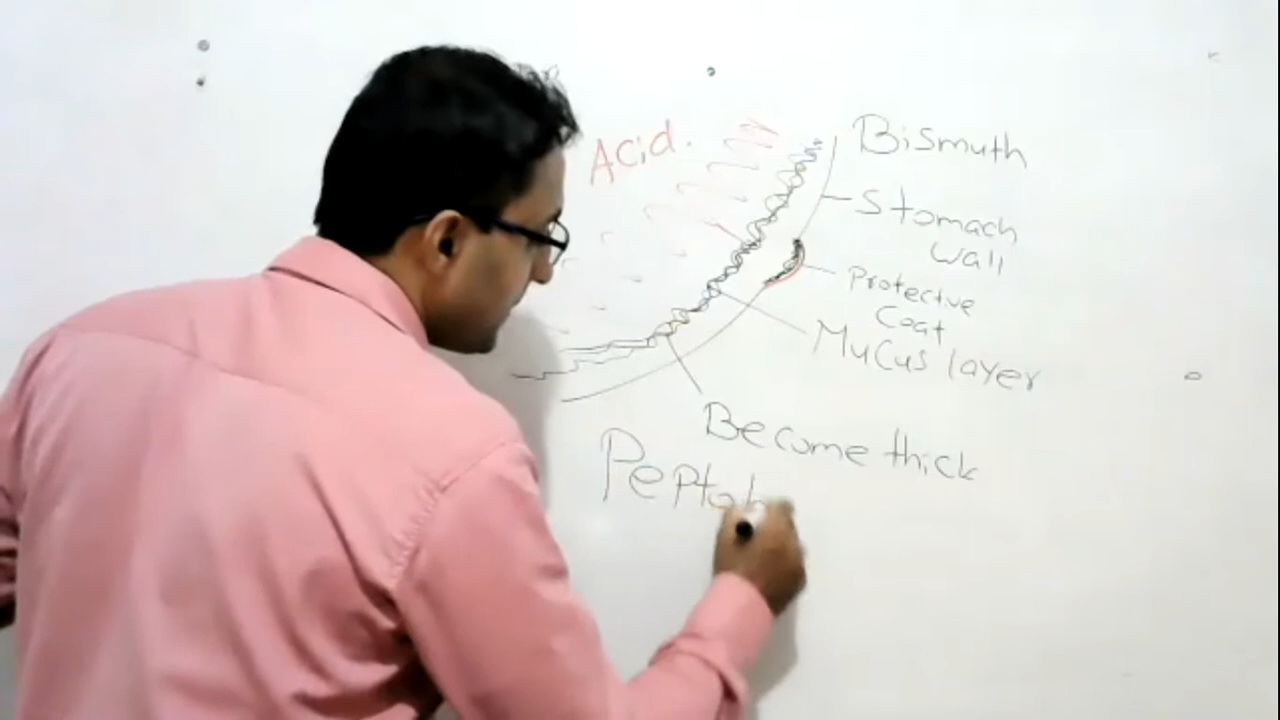 Acid.
Bismuth
Stomach
wall
Protective
Coat
Mucus layer
Become thick
Peptob